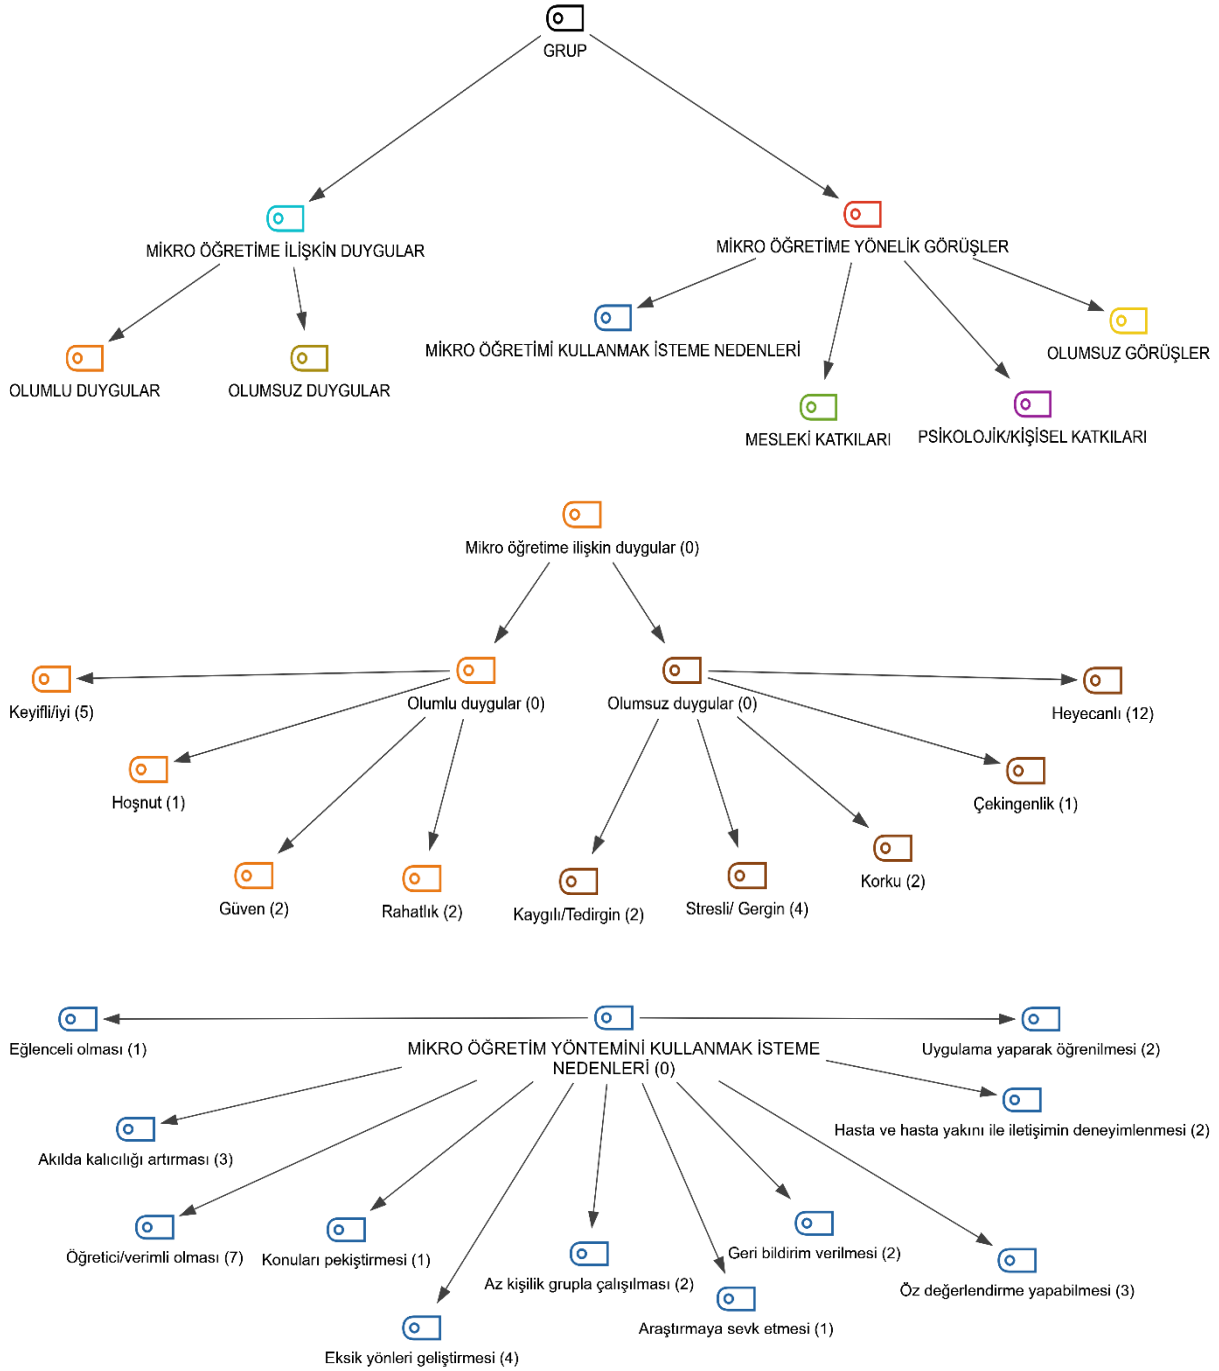 GRUP
MİKRO ÖĞRETİME İLİŞKİN DUYGULAR
MİKRO ÖĞRETİME YÖNELİK GÖRÜŞLER
OLUMLU DUYGULAR
OLUMSUZ DUYGULAR
MİKRO ÖĞRETİMİ KULLANMAK İSTEME NEDENLERİ
OLUMSUZ GÖRÜŞLER
MESLEKİ KATKILARI
PSİKOLOJİK/KİŞİSEL KATKILARI
Mikro öğretime ilişkin duygular (0)
Olumlu duygular (0)
Olumsuz duygular (0)
Keyifli/iyi (5)
Heyecanlı (12)
Hoşnut (1)
Çekingenlik (1)
Güven (2)
Rahatlık (2)
Kaygılı/Tedirgin (2)
Stresli/ Gergin (4)
Korku (2)
Eğlenceli olması (1)
MİKRO ÖĞRETİM YÖNTEMİNİ KULLANMAK İSTEME
NEDENLERİ (0)
Uygulama yaparak öğrenilmesi (2)
Akılda kalıcılığı artırması (3)
Hasta ve hasta yakını ile iletişimin deneyimlenmesi (2)
Öğretici/verimli olması (7)
Konuları pekiştirmesi (1)
Az kişilik grupla çalışılması (2)
Geri bildirim verilmesi (2)
Öz değerlendirme yapabilmesi (3)
Eksik yönleri geliştirmesi (4)
Araştırmaya sevk etmesi (1)